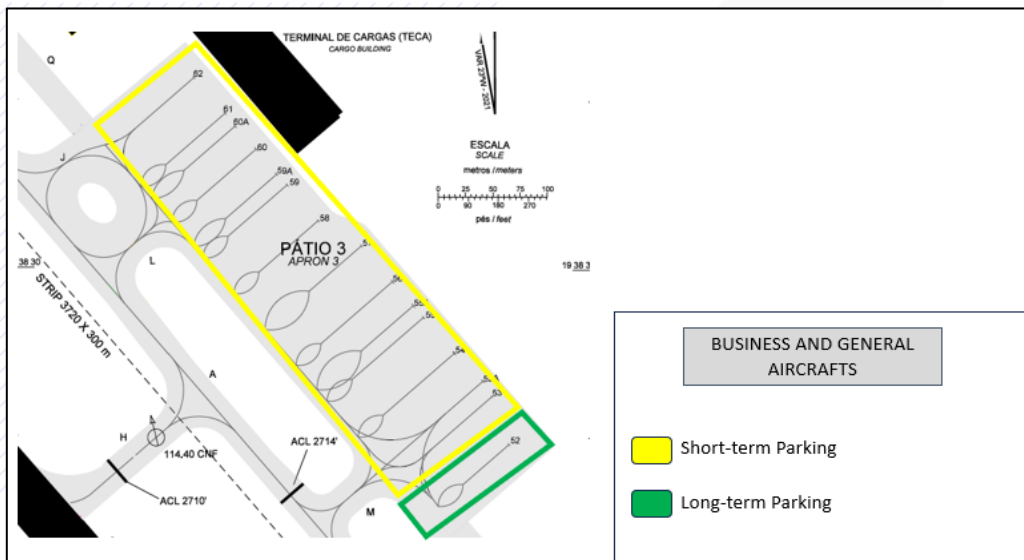 TERMINAL DE CARGAS (TECA)
CARGO BUILDING
Q
VAR 23°W - 2021
62
61
60A
60
ESCALA
SCALE
metros / meters
0 25 50 75 100
0 90 180 270
pés / feet
J
59A
59
58
57
PÁTIO 3
APRON 3
L
38 30
19 38 3
56
STRIP 3720 X 300 m
55
54
A
53
H
114,40 CNF
ACL 2714'
52
ACL 2710'
M
BUSINESS AND GENERAL
AIRCRAFTS
Short-term Parking
Long-term Parking